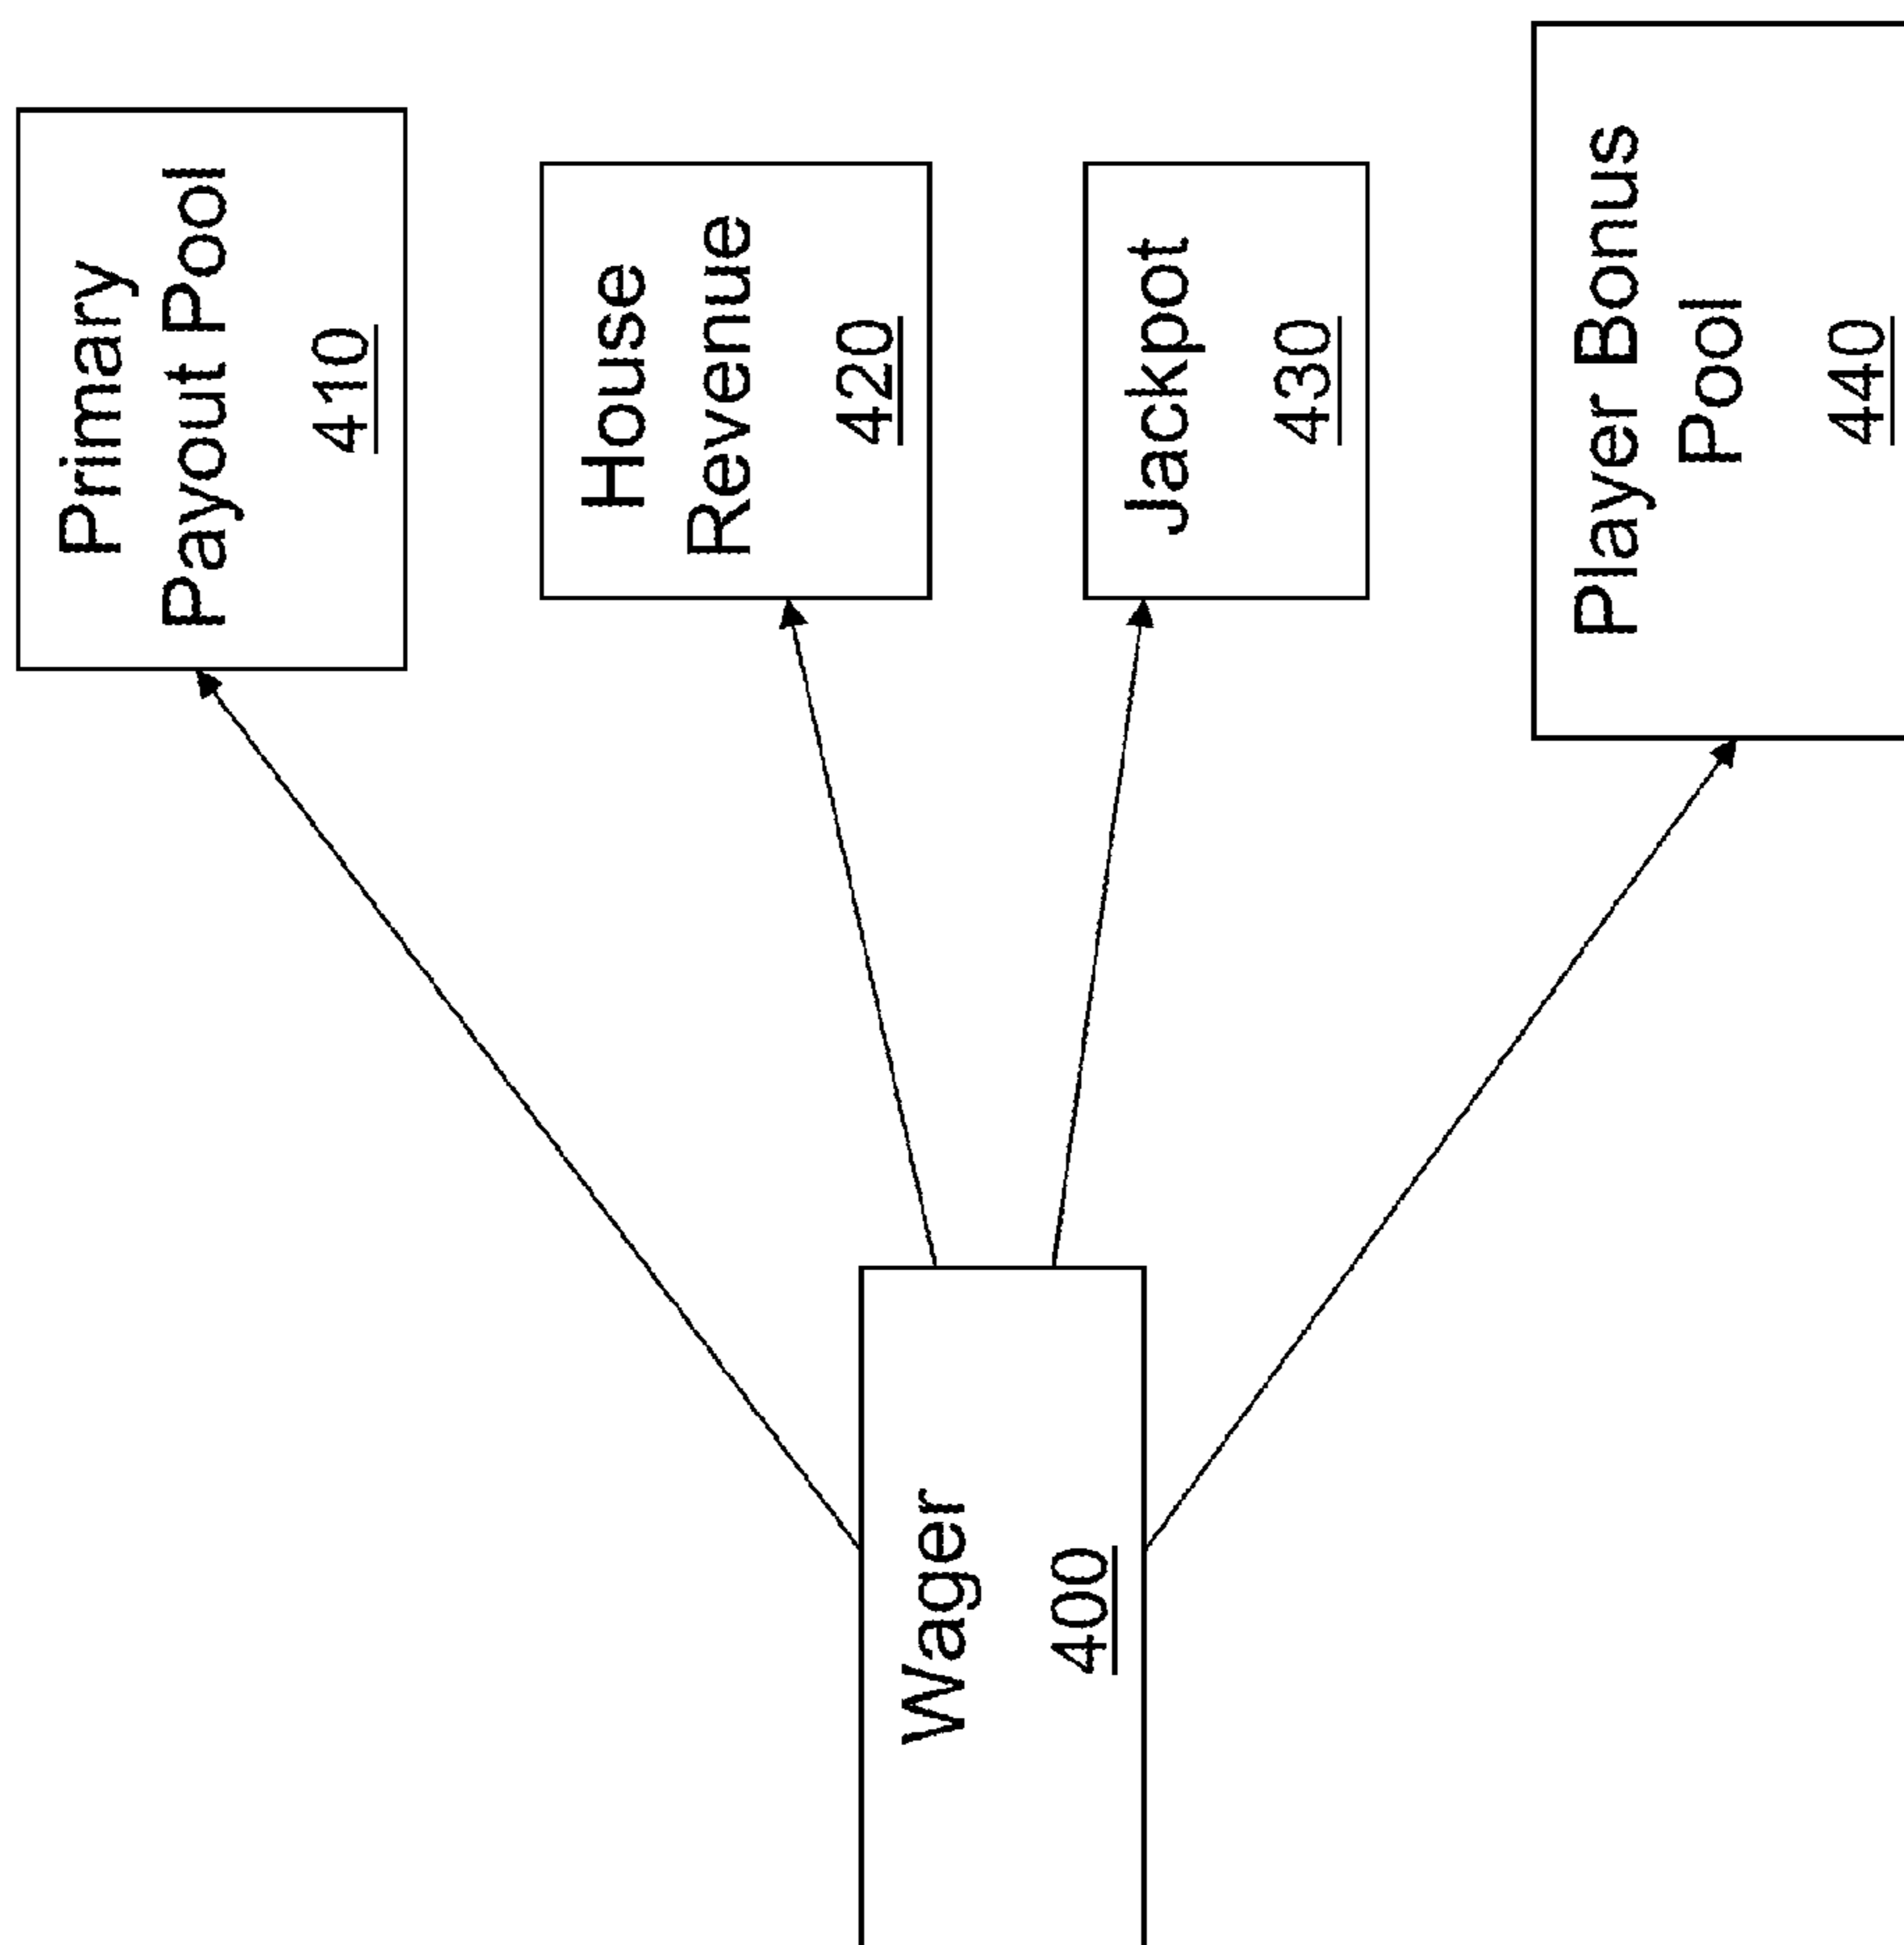 Primary
Payout Pool
410
House
Revenue
420
Jackpot
430
Player Bonus
Pool
440
Wager
400